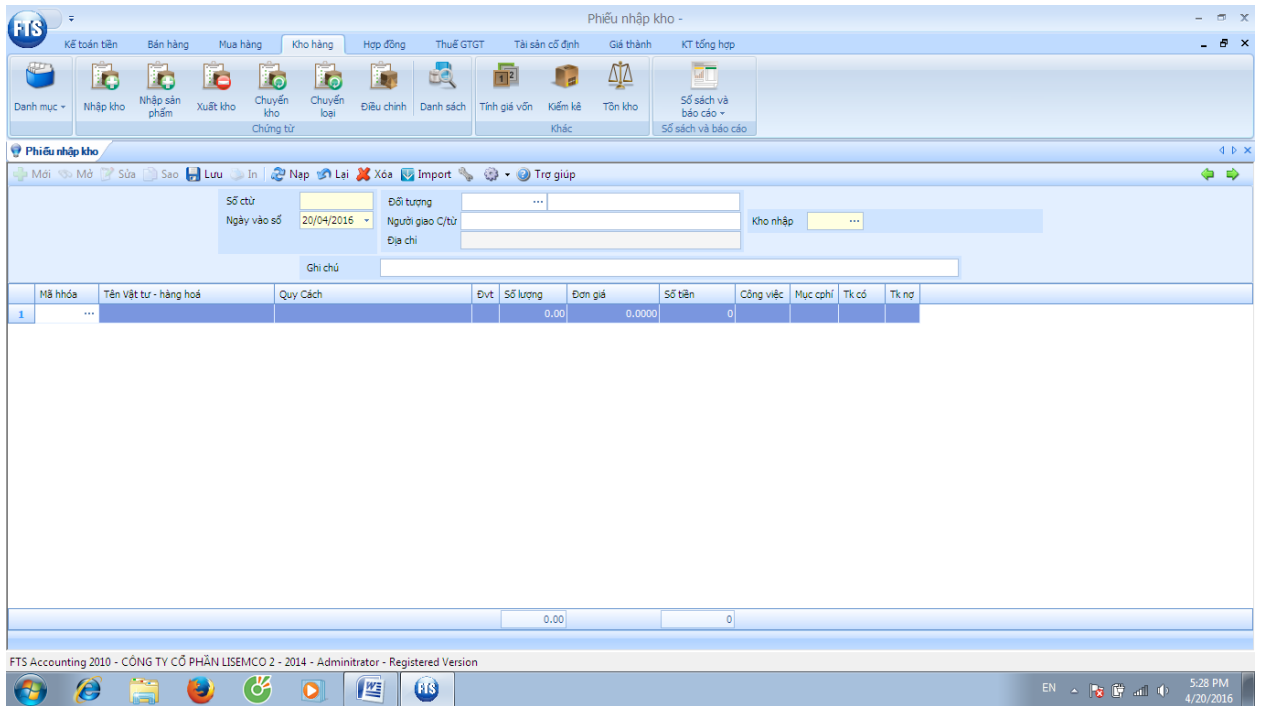 Phiếu nhập kho -
FTS
Kế toán tiền Bán hàng Mua hàng Kho hàng Hợp đồng Thuế GTGT Tài sản cố định Giá thành KT tổng hợp
Danh mục Nhập kho Nhập sản phẩm Xuất kho Chuyển kho Chuyển loại Điều chỉnh Danh sách Tính giá vốn Kiểm kê Tồn kho Sổ sách và báo cáo
Chứng từ Khác Sổ sách và báo cáo
Phiếu nhập kho
Mới Mở Sửa Sao Lưu In Nạp Lại Xóa Import Trợ giúp
Số ctừ Đối tượng ...
Ngày vào sổ 20/04/2016 Người giao C/từ Kho nhập ...
Địa chỉ
Ghi chú
Mã hhóa Tên Vật tư - hàng hoá Quy Cách Đvt Số lượng Đơn giá Số tiền Công việc Mục cphí Tk có Tk nợ
1 ... 0.00 0.0000 0
0.00 0
FTS Accounting 2010 - CÔNG TY CỔ PHẦN LISEMCO 2 - 2014 - Adminitrator - Registered Version
FTS EN 5:28 PM
4/20/2016